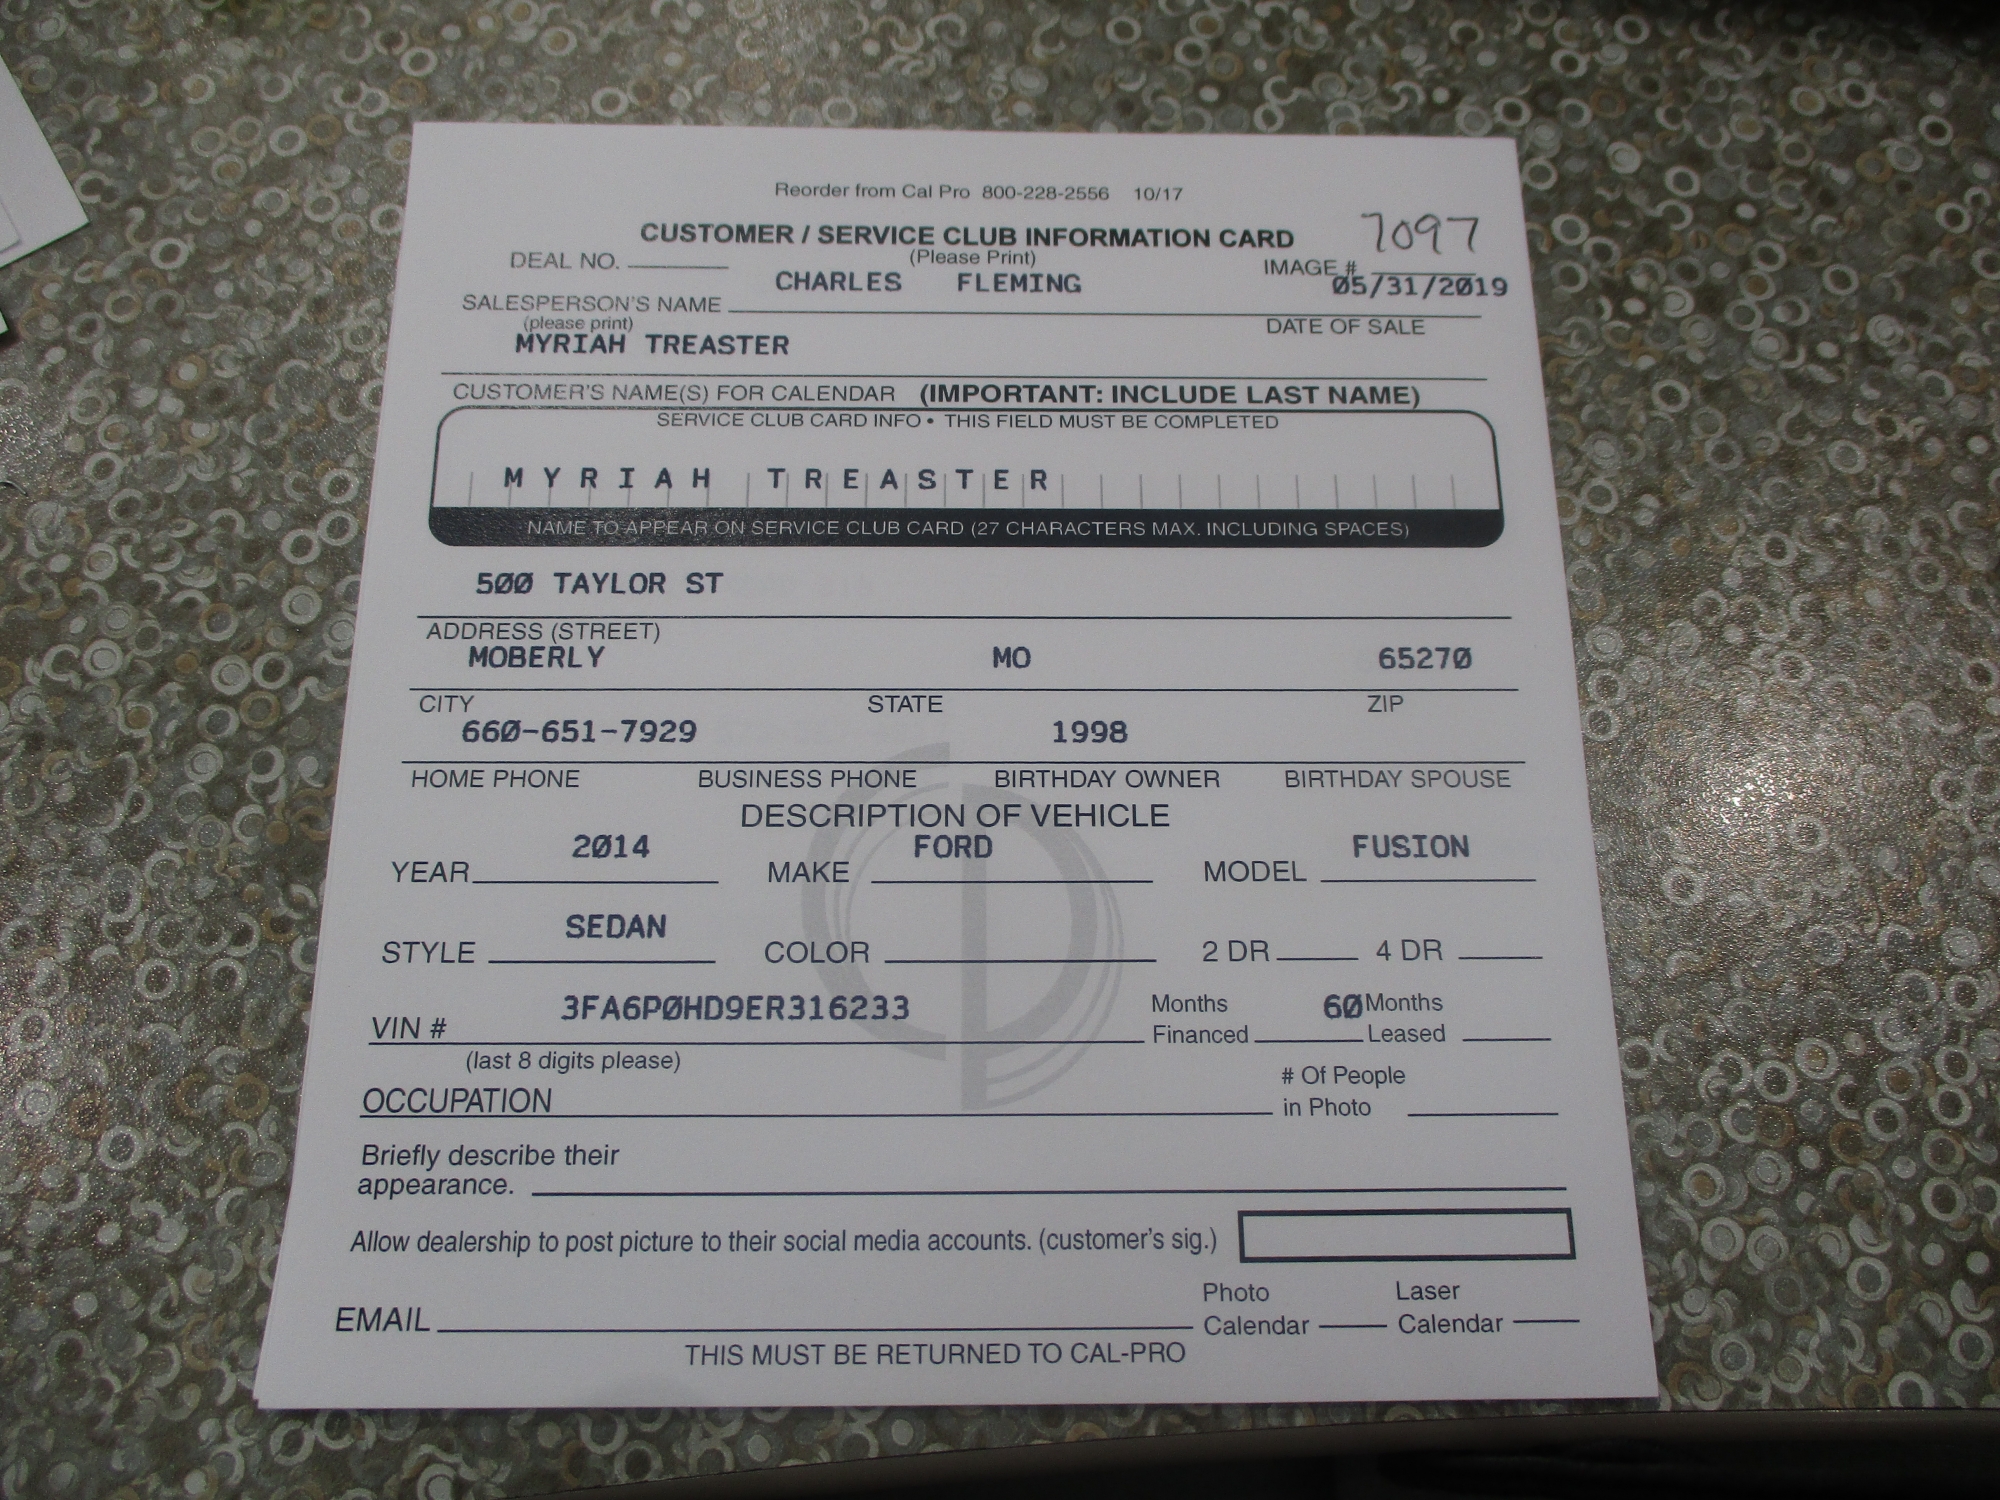 Reorder from Cal Pro 800-228-2556 10/17
CUSTOMER / SERVICE CLUB INFORMATION CARD 7097
(Please Print)
DEAL NO. IMAGE #
CHARLES FLEMING 05/31/2019
SALESPERSON'S NAME
(please print) DATE OF SALE
MYRIAH TREASTER
CUSTOMER'S NAME(S) FOR CALENDAR (IMPORTANT: INCLUDE LAST NAME)
SERVICE CLUB CARD INFO • THIS FIELD MUST BE COMPLETED
MYRIAH TREASTER
NAME TO APPEAR ON SERVICE CLUB CARD (27 CHARACTERS MAX. INCLUDING SPACES)
500 TAYLOR ST
ADDRESS (STREET)
MOBERLY MO 65270
CITY STATE ZIP
660-651-7929 1998
HOME PHONE BUSINESS PHONE BIRTHDAY OWNER BIRTHDAY SPOUSE
DESCRIPTION OF VEHICLE
2014 FORD FUSION
YEAR MAKE MODEL
SEDAN
STYLE COLOR 2 DR 4 DR
3FA6P0HD9ER316233 Months 60 Months
VIN # Financed Leased
(last 8 digits please)
# Of People
OCCUPATION in Photo
Briefly describe their
appearance.
Allow dealership to post picture to their social media accounts. (customer's sig.)
Photo Laser
EMAIL Calendar Calendar
THIS MUST BE RETURNED TO CAL-PRO